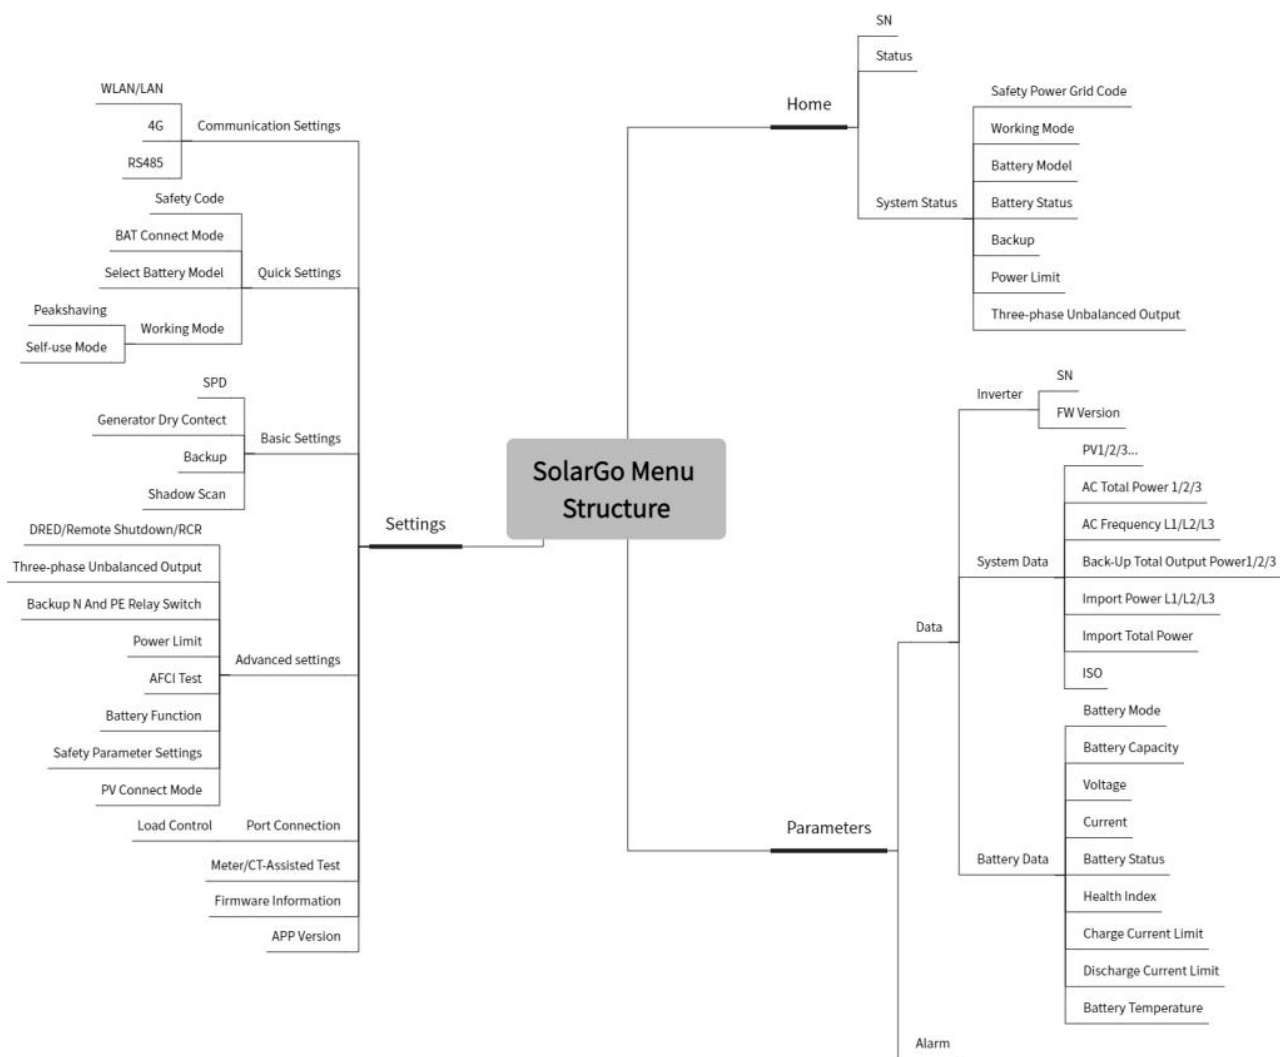 SolarGo Menu
Structure
Home
SN
Status
System Status
Safety Power Grid Code
Working Mode
Battery Model
Battery Status
Backup
Power Limit
Three-phase Unbalanced Output
Parameters
Data
Inverter
SN
FW Version
System Data
PV1/2/3...
AC Total Power 1/2/3
AC Frequency L1/L2/L3
Back-Up Total Output Power1/2/3
Import Power L1/L2/L3
Import Total Power
ISO
Battery Data
Battery Mode
Battery Capacity
Voltage
Current
Battery Status
Health Index
Charge Current Limit
Discharge Current Limit
Battery Temperature
Alarm
Settings
Communication Settings
WLAN/LAN
4G
RS485
Quick Settings
Safety Code
BAT Connect Mode
Select Battery Model
Working Mode
Peakshaving
Self-use Mode
Basic Settings
SPD
Generator Dry Contect
Backup
Shadow Scan
Advanced settings
DRED/Remote Shutdown/RCR
Three-phase Unbalanced Output
Backup N And PE Relay Switch
Power Limit
AFCI Test
Battery Function
Safety Parameter Settings
PV Connect Mode
Port Connection
Load Control
Meter/CT-Assisted Test
Firmware Information
APP Version